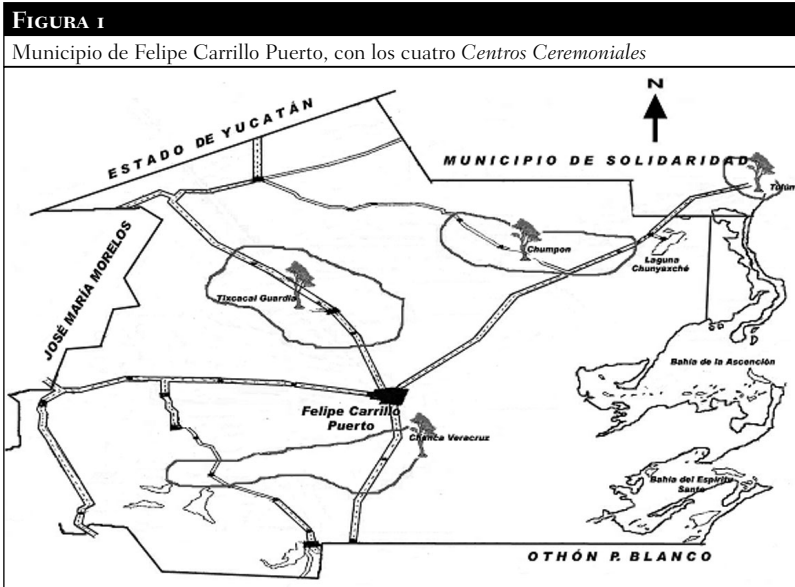 FIGURA I
Municipio de Felipe Carrillo Puerto, con los cuatro Centros Ceremoniales
N
ESTADO DE YUCATÁN
MUNICIPIO DE SOLIDARIDAD
Tulúm
Chumpon
Laguna
Chunyaxché
JOSÉ MARÍA MORELOS
Tixcacal Guardia
Bahía de la Ascención
Felipe Carrillo
Puerto
Chanca Veracruz
Bahía del Espíritu
Santo
OTHÓN P. BLANCO